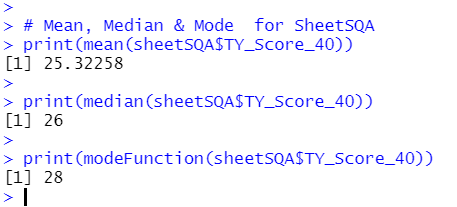 >
> # Mean, Median & Mode  for SheetSQA
> print(mean(sheetSQA$TY_Score_40))
[1] 25.32258
>
> print(median(sheetSQA$TY_Score_40))
[1] 26
>
> print(modeFunction(sheetSQA$TY_Score_40))
[1] 28
>